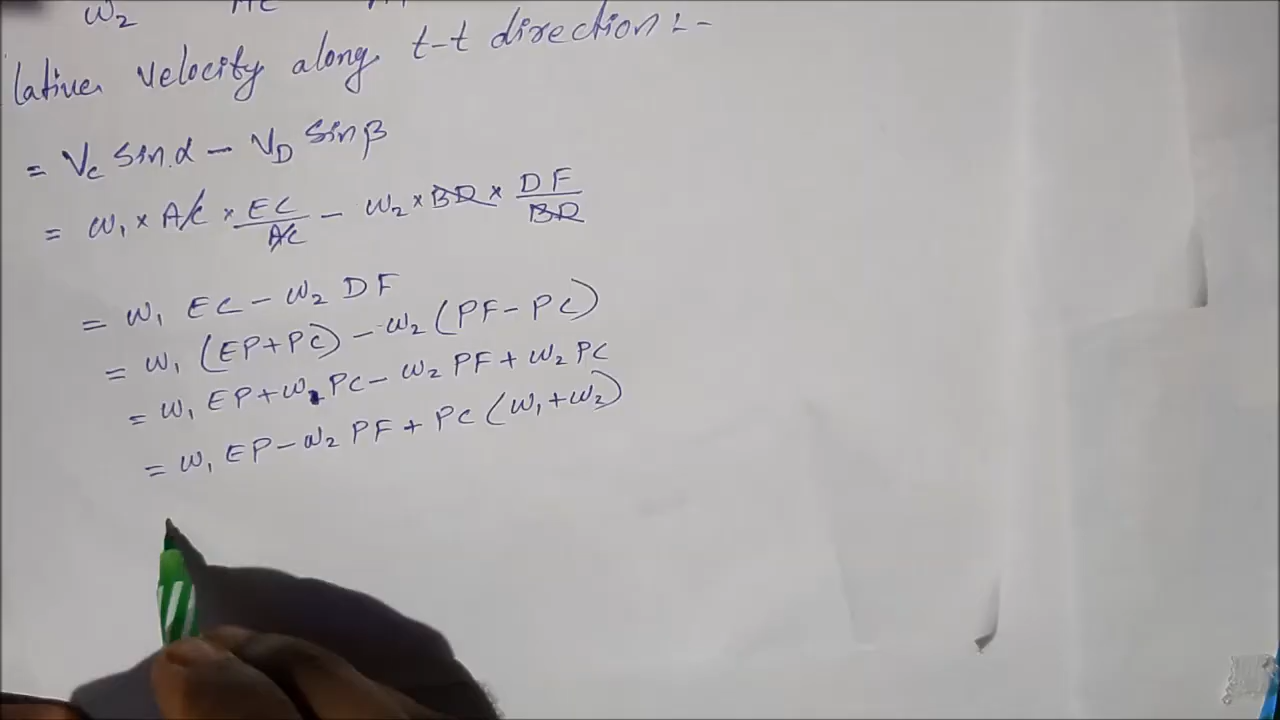 ω₂
lative velocity along t-t direction :-
= Vc Sin α - VD Sin β
= ω₁ × AC × EC/AC - ω₂ × BD × DF/BD
= ω₁ EC - ω₂ DF
= ω₁ (EP+PC) - ω₂ (PF - PC)
= ω₁ EP + ω₁ PC - ω₂ PF + ω₂ PC
= ω₁ EP - ω₂ PF + PC (ω₁+ω₂)